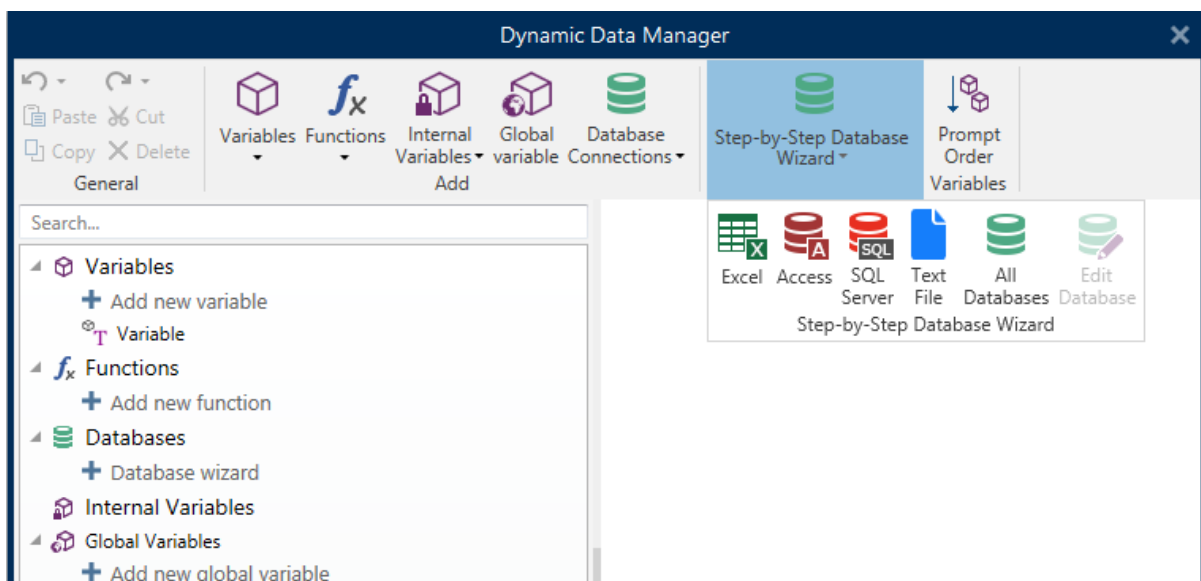 Dynamic Data Manager
Paste Cut
Copy Delete
General
Variables Functions Internal Variables Global variable Database Connections
Add
Step-by-Step Database Wizard
Prompt Order
Variables
Search...
Variables
Add new variable
T Variable
fx Functions
Add new function
Databases
Database wizard
Internal Variables
Global Variables
Add new global variable
Excel Access SQL Server Text File All Databases Edit Database
Step-by-Step Database Wizard